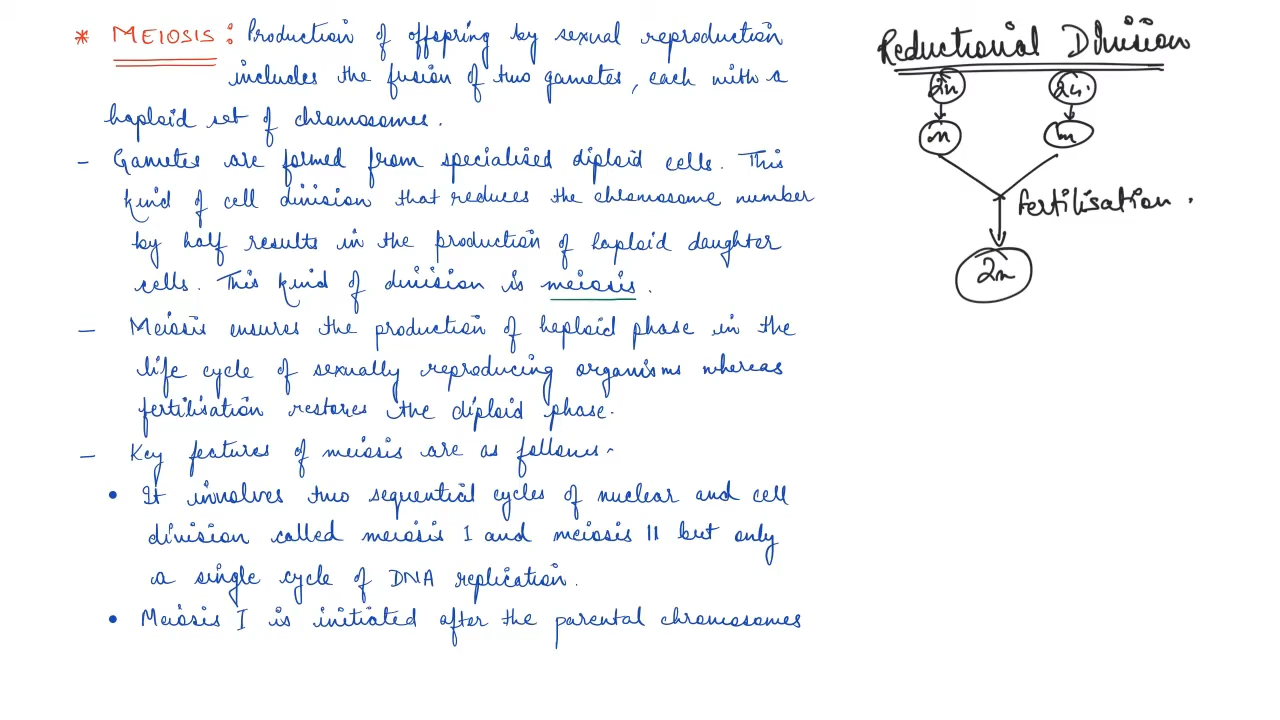 * MEIOSIS: Production of offspring by sexual reproduction
includes the fusion of two gametes, each with a
haploid set of chromosomes.
- Gametes are formed from specialised diploid cells. This
kind of cell division that reduces the chromosome number
by half results in the production of haploid daughter
cells. This kind of division is meiosis.
- Meiosis ensures the production of haploid phase in the
life cycle of sexually reproducing organisms whereas
fertilisation restores the diploid phase.
- Key features of meiosis are as follows-
• It involves two sequential cycles of nuclear and cell
division called meiosis I and meiosis II but only
a single cycle of DNA replication.
• Meiosis I is initiated after the parental chromosomes
Reductional Division
2n 2n
n n
fertilisation.
2n